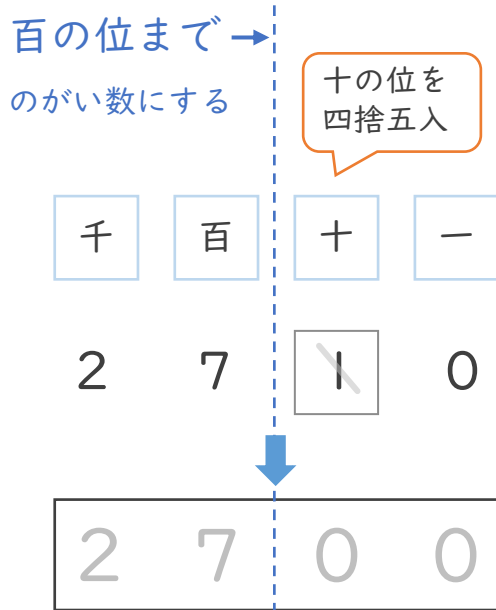 百の位まで→
のがい数にする
十の位を
四捨五入
千 百 十 一
2 7 1 0
2 7 0 0